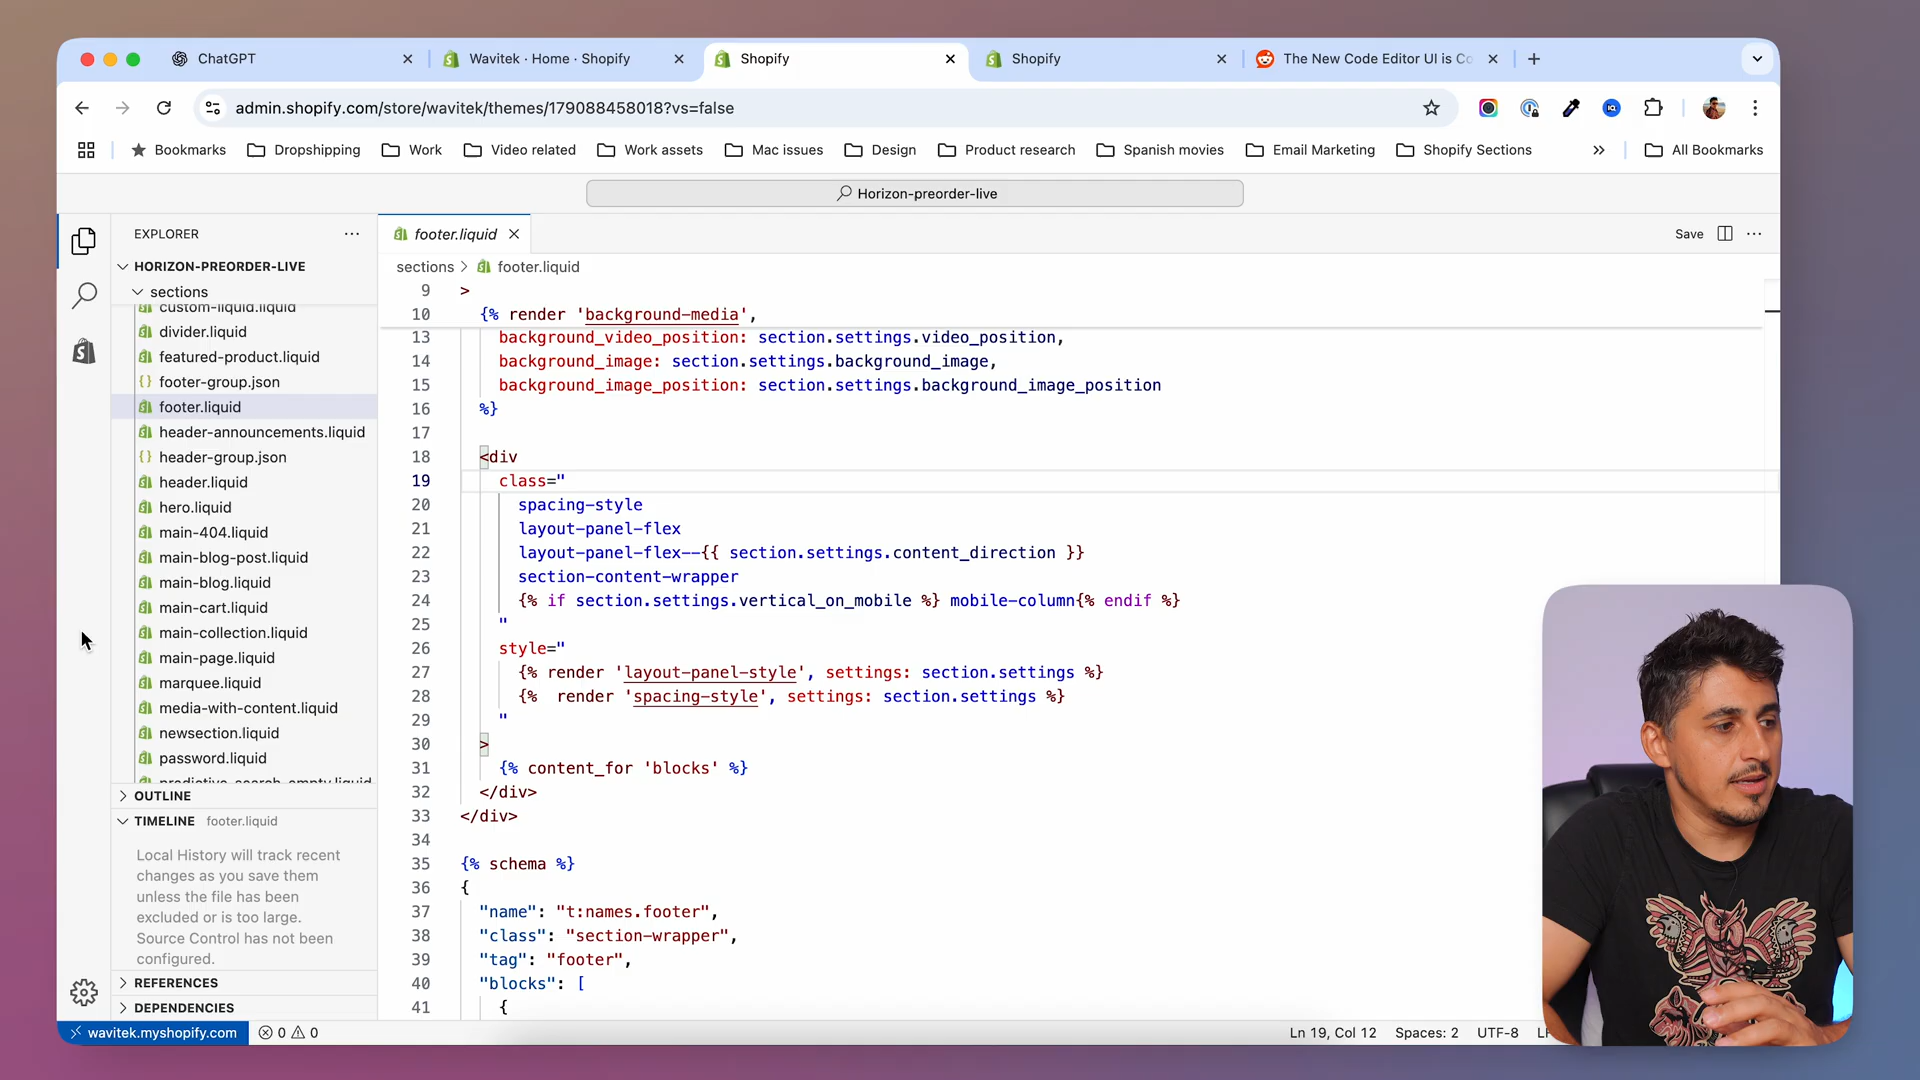 ChatGPT
Wavitek · Home · Shopify
Shopify
Shopify
The New Code Editor UI is Co
admin.shopify.com/store/wavitek/themes/179088458018?vs=false
Bookmarks
Dropshipping
Work
Video related
Work assets
Mac issues
Design
Product research
Spanish movies
Email Marketing
Shopify Sections
All Bookmarks
Horizon-preorder-live
EXPLORER
HORIZON-PREORDER-LIVE
sections
custom-liquid.liquid
divider.liquid
featured-product.liquid
footer-group.json
footer.liquid
header-announcements.liquid
header-group.json
header.liquid
hero.liquid
main-404.liquid
main-blog-post.liquid
main-blog.liquid
main-cart.liquid
main-collection.liquid
main-page.liquid
marquee.liquid
media-with-content.liquid
newsection.liquid
password.liquid
predictive-search-empty.liquid
OUTLINE
TIMELINE footer.liquid
Local History will track recent
changes as you save them
unless the file has been
excluded or is too large.
Source Control has not been
configured.
REFERENCES
DEPENDENCIES
wavitek.myshopify.com
0 0
footer.liquid
Save
sections > footer.liquid
9 >
10 {% render 'background-media',
13 background_video_position: section.settings.video_position,
14 background_image: section.settings.background_image,
15 background_image_position: section.settings.background_image_position
16 %}
17
18 <div
19 class="
20 spacing-style
21 layout-panel-flex
22 layout-panel-flex--{{ section.settings.content_direction }}
23 section-content-wrapper
24 {% if section.settings.vertical_on_mobile %} mobile-column{% endif %}
25 "
26 style="
27 {% render 'layout-panel-style', settings: section.settings %}
28 {%  render 'spacing-style', settings: section.settings %}
29 "
30 >
31 {% content_for 'blocks' %}
32 </div>
33 </div>
34
35 {% schema %}
36 {
37 "name": "t:names.footer",
38 "class": "section-wrapper",
39 "tag": "footer",
40 "blocks": [
41 {
Ln 19, Col 12
Spaces: 2
UTF-8